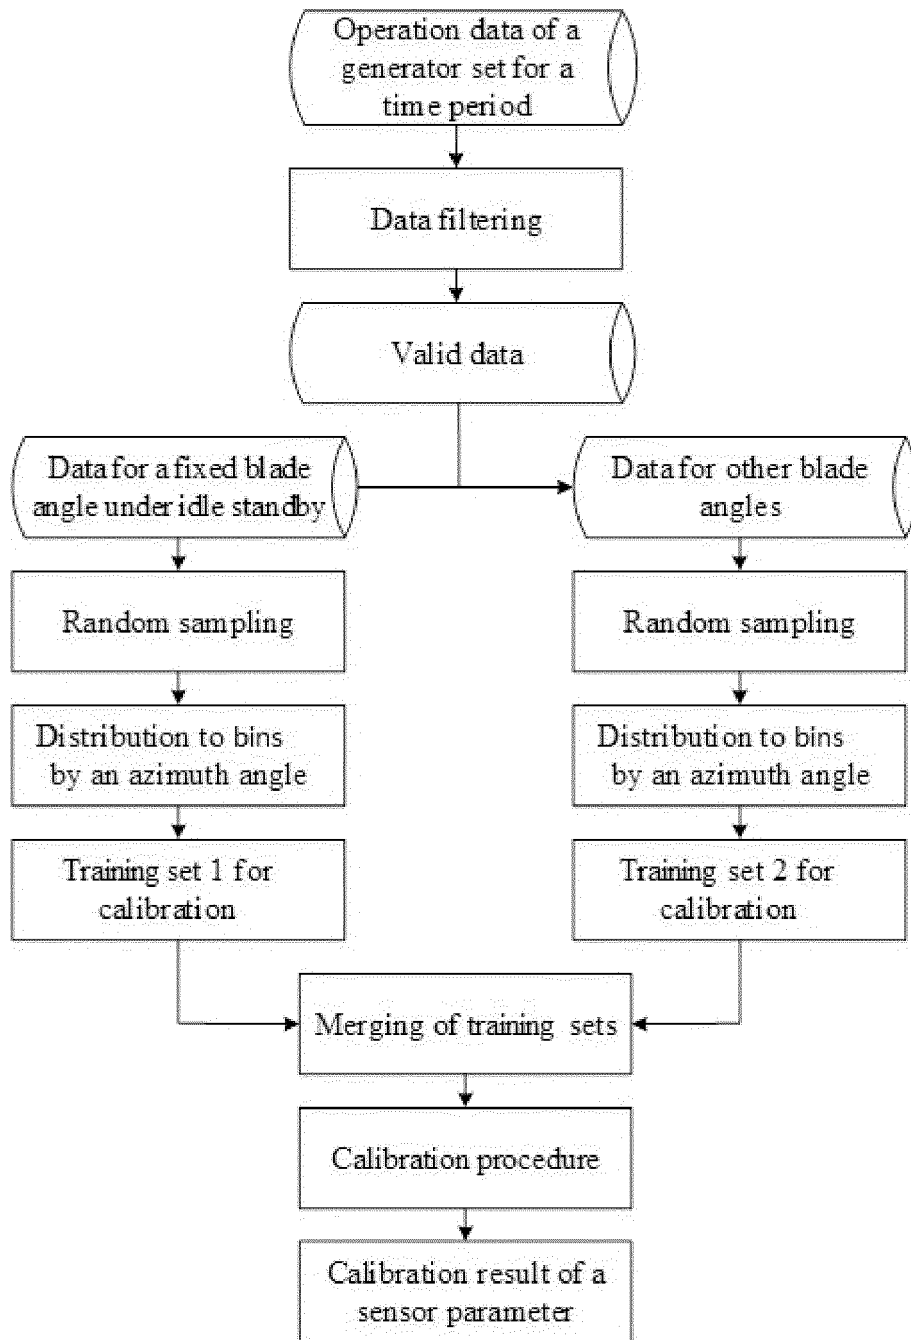 Operation data of a
generator set for a
time period
Data filtering
Valid data
Data for a fixed blade
angle under idle standby
Data for other blade
angles
Random sampling
Random sampling
Distribution to bins
by an azimuth angle
Distribution to bins
by an azimuth angle
Training set 1 for
calibration
Training set 2 for
calibration
Merging of training sets
Calibration procedure
Calibration result of a
sensor parameter